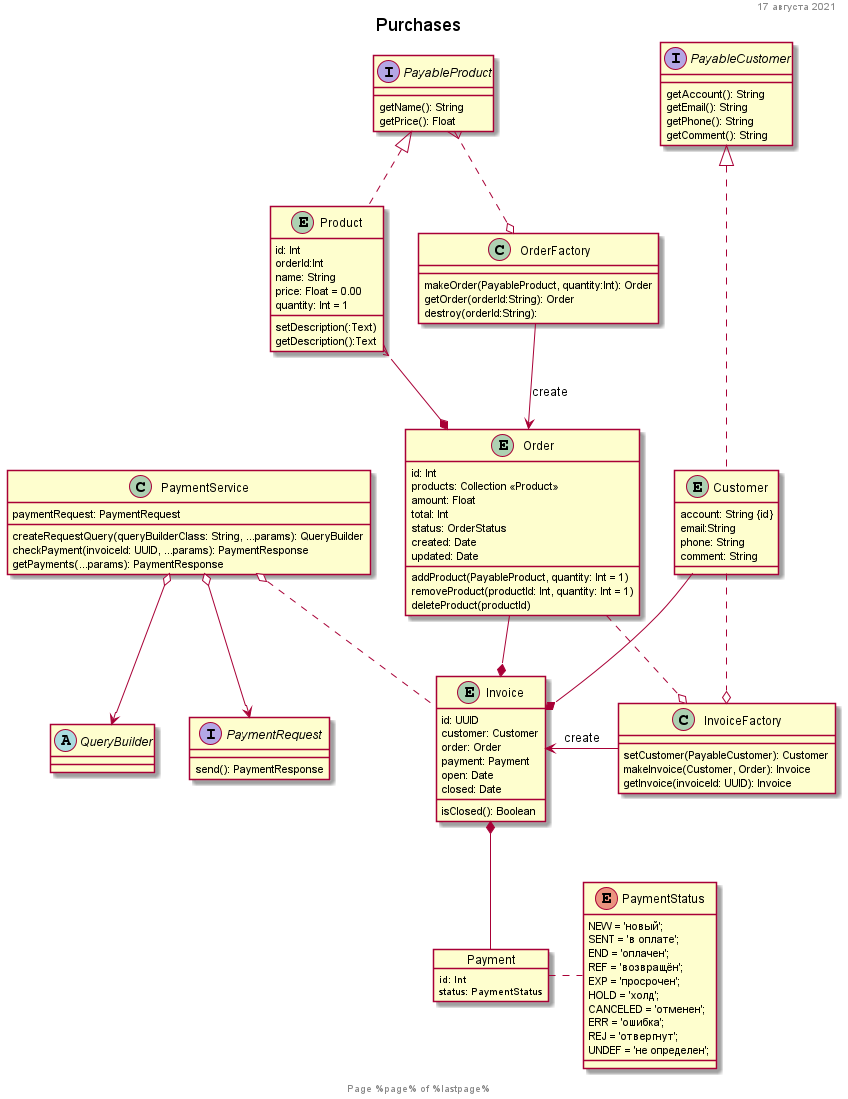 17 августа 2021
Purchases
I PayableProduct
getName(): String
getPrice(): Float
I PayableCustomer
getAccount(): String
getEmail(): String
getPhone(): String
getComment(): String
E Product
id: Int
orderId:Int
name: String
price: Float = 0.00
quantity: Int = 1
setDescription(:Text)
getDescription():Text
C OrderFactory
makeOrder(PayableProduct, quantity:Int): Order
getOrder(orderId:String): Order
destroy(orderId:String):
create
E Order
id: Int
products: Collection «Product»
amount: Float
total: Int
status: OrderStatus
created: Date
updated: Date
addProduct(PayableProduct, quantity: Int = 1)
removeProduct(productId: Int, quantity: Int = 1)
deleteProduct(productId)
C PaymentService
paymentRequest: PaymentRequest
createRequestQuery(queryBuilderClass: String, ...params): QueryBuilder
checkPayment(invoiceId: UUID, ...params): PaymentResponse
getPayments(...params): PaymentResponse
E Customer
account: String {id}
email:String
phone: String
comment: String
A QueryBuilder
I PaymentRequest
send(): PaymentResponse
E Invoice
id: UUID
customer: Customer
order: Order
payment: Payment
open: Date
closed: Date
isClosed(): Boolean
create
C InvoiceFactory
setCustomer(PayableCustomer): Customer
makeInvoice(Customer, Order): Invoice
getInvoice(invoiceId: UUID): Invoice
Payment
id: Int
status: PaymentStatus
E PaymentStatus
NEW = 'новый';
SENT = 'в оплате';
END = 'оплачен';
REF = 'возвращён';
EXP = 'просрочен';
HOLD = 'холд';
CANCELED = 'отменен';
ERR = 'ошибка';
REJ = 'отвергнут';
UNDEF = 'не определен';
Page %page% of %lastpage%